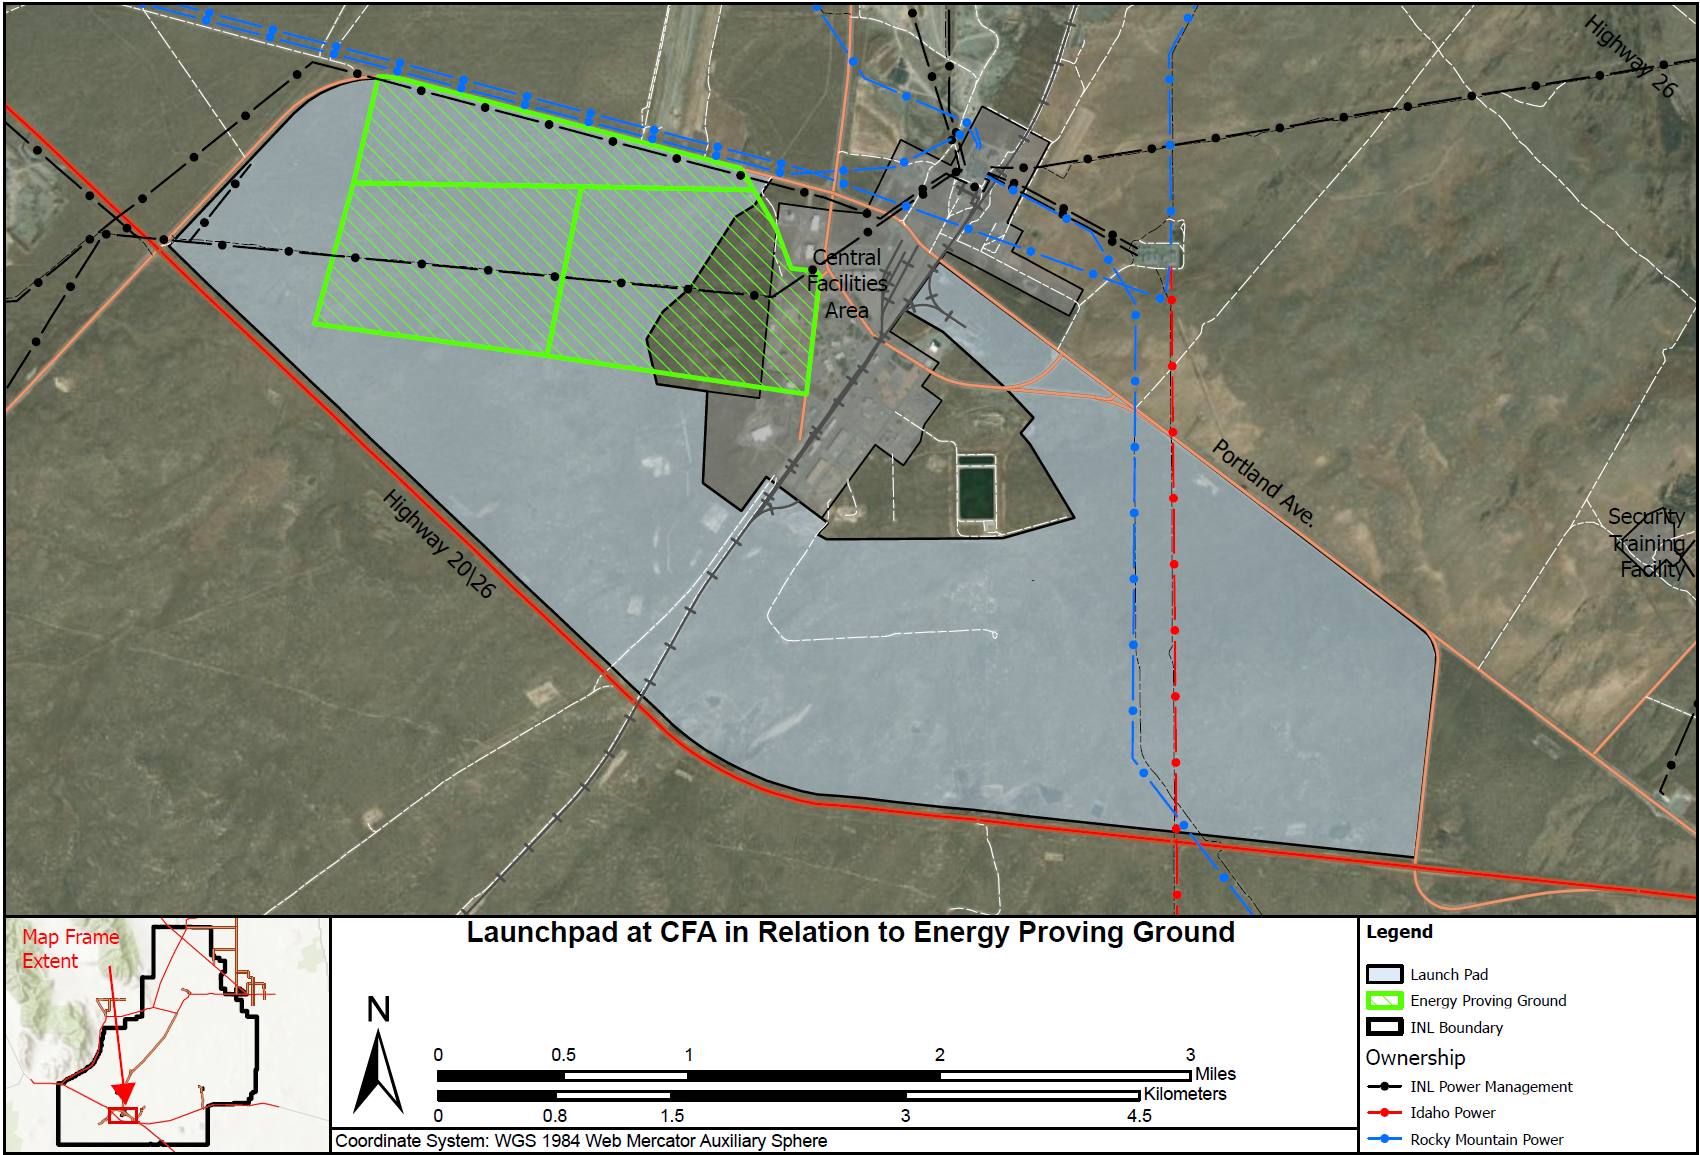 Highway 26
Central
Facilities
Area
Highway 20\26
Portland Ave.
Security
Training
Facility
Map Frame
Extent
Launchpad at CFA in Relation to Energy Proving Ground
N
0 0.5 1 2 3
Miles
Kilometers
0 0.8 1.5 3 4.5
Coordinate System: WGS 1984 Web Mercator Auxiliary Sphere
Legend
Launch Pad
Energy Proving Ground
INL Boundary
Ownership
INL Power Management
Idaho Power
Rocky Mountain Power